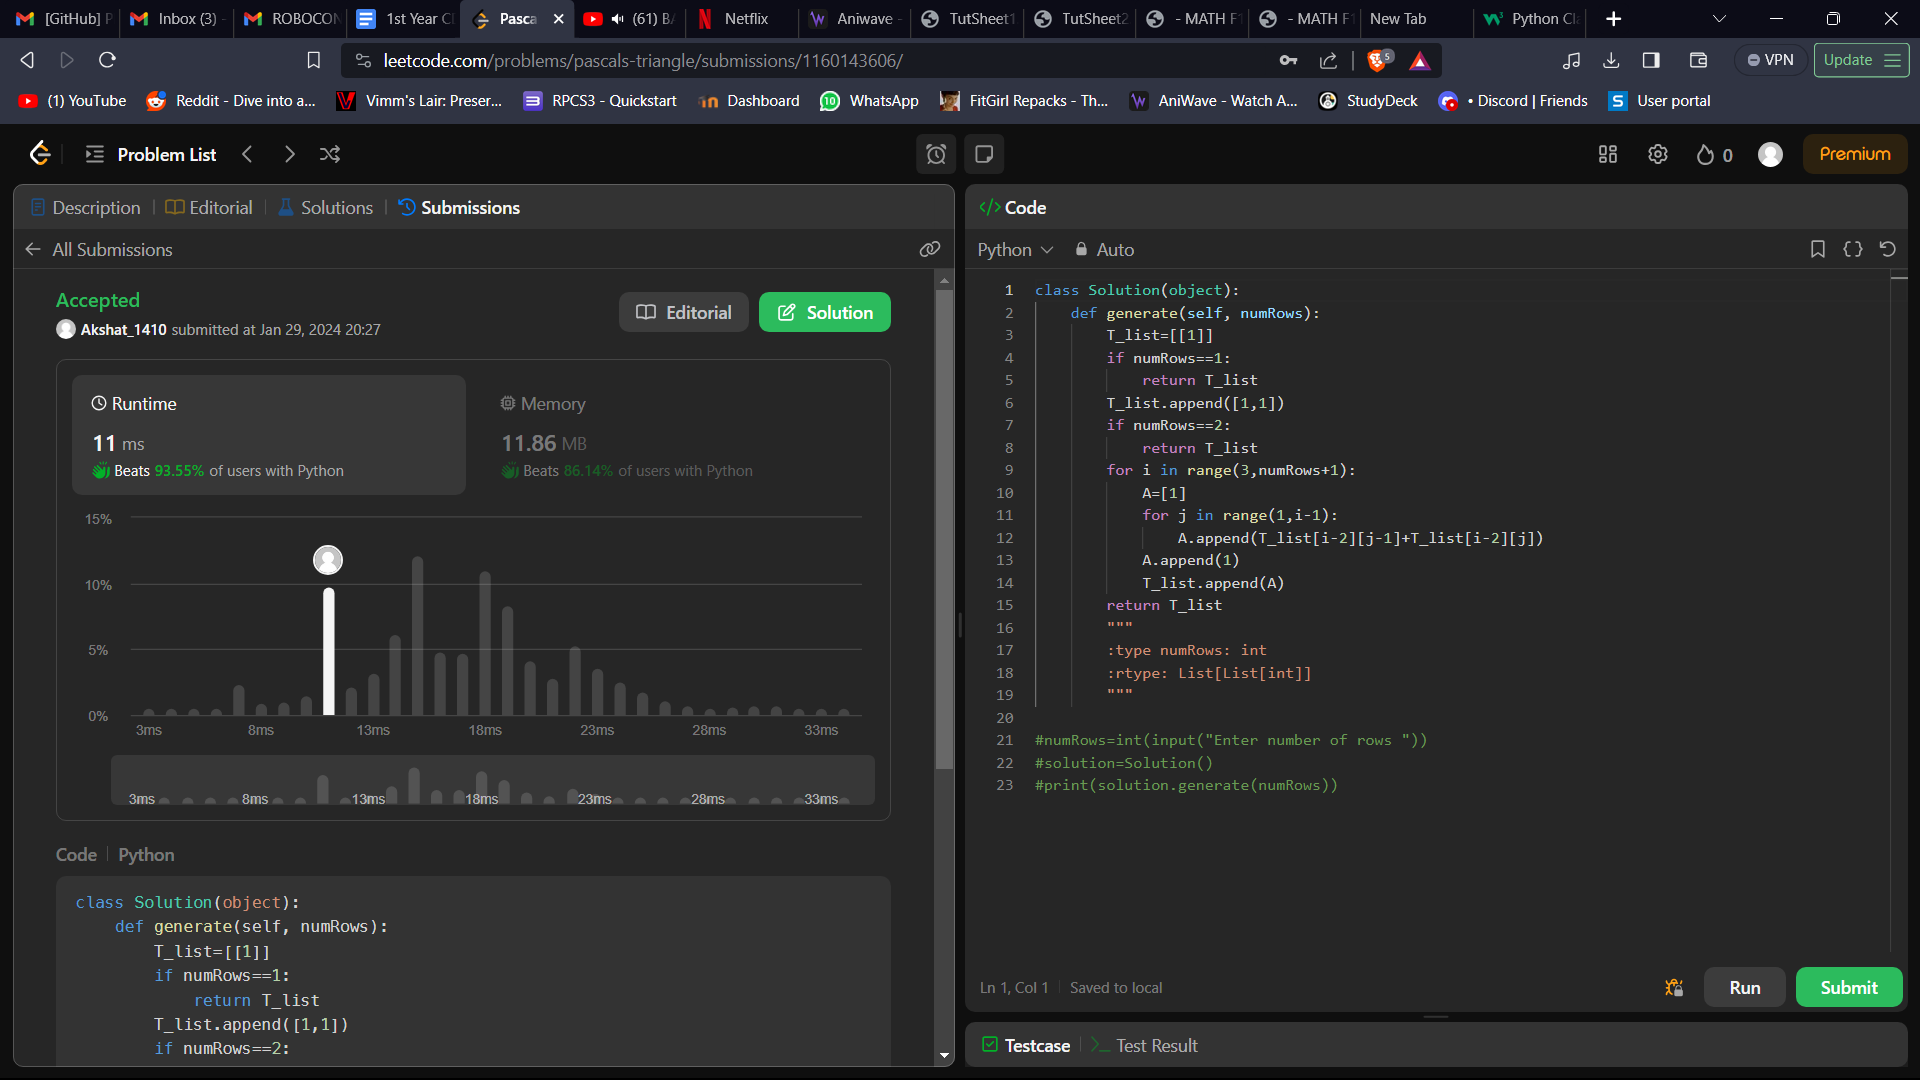 [GitHub] P
Inbox (3) -
ROBOCON
1st Year Cl
Pasca
(61) BA
Netflix
Aniwave -
TutSheet1
TutSheet2
- MATH F1
- MATH F1
New Tab
Python Cla
leetcode.com/problems/pascals-triangle/submissions/1160143606/
5
VPN
Update
(1) YouTube
Reddit - Dive into a...
Vimm's Lair: Preser...
RPCS3 - Quickstart
Dashboard
WhatsApp
FitGirl Repacks - Th...
AniWave - Watch A...
StudyDeck
• Discord | Friends
User portal
Problem List
0
Premium
Description
Editorial
Solutions
Submissions
All Submissions
Accepted
Akshat_1410 submitted at Jan 29, 2024 20:27
Editorial
Solution
Runtime
11 ms
Beats 93.55% of users with Python
Memory
11.86 MB
Beats 86.14% of users with Python
15%
10%
5%
0%
3ms 8ms 13ms 18ms 23ms 28ms 33ms
3ms 8ms 13ms 18ms 23ms 28ms 33ms
Code | Python
class Solution(object):
def generate(self, numRows):
T_list=[[1]]
if numRows==1:
return T_list
T_list.append([1,1])
if numRows==2:
</> Code
Python
Auto
1 class Solution(object):
2 def generate(self, numRows):
3 T_list=[[1]]
4 if numRows==1:
5 return T_list
6 T_list.append([1,1])
7 if numRows==2:
8 return T_list
9 for i in range(3,numRows+1):
10 A=[1]
11 for j in range(1,i-1):
12 A.append(T_list[i-2][j-1]+T_list[i-2][j])
13 A.append(1)
14 T_list.append(A)
15 return T_list
16 """
17 :type numRows: int
18 :rtype: List[List[int]]
19 """
20
21 #numRows=int(input("Enter number of rows "))
22 #solution=Solution()
23 #print(solution.generate(numRows))
Ln 1, Col 1
Saved to local
Run
Submit
Testcase
Test Result